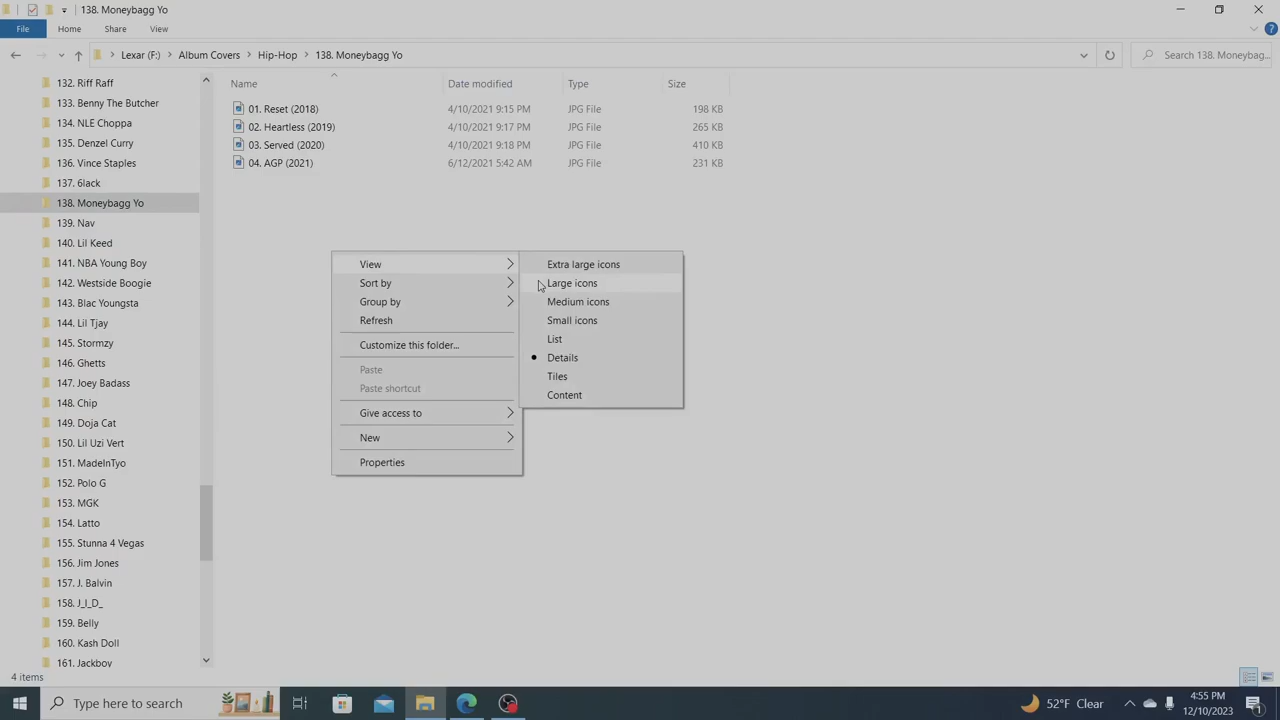 138. Moneybagg Yo
File
Home
Share
View
Lexar (F:)
Album Covers
Hip-Hop
138. Moneybagg Yo
Search 138. Moneybag...
132. Riff Raff
133. Benny The Butcher
134. NLE Choppa
135. Denzel Curry
136. Vince Staples
137. 6lack
138. Moneybagg Yo
139. Nav
140. Lil Keed
141. NBA Young Boy
142. Westside Boogie
143. Blac Youngsta
144. Lil Tjay
145. Stormzy
146. Ghetts
147. Joey Badass
148. Chip
149. Doja Cat
150. Lil Uzi Vert
151. MadeInTyo
152. Polo G
153. MGK
154. Latto
155. Stunna 4 Vegas
156. Jim Jones
157. J. Balvin
158. J_I_D_
159. Belly
160. Kash Doll
161. Jackboy
Name Date modified Type Size
01. Reset (2018) 4/10/2021 9:15 PM JPG File 198 KB
02. Heartless (2019) 4/10/2021 9:17 PM JPG File 265 KB
03. Served (2020) 4/10/2021 9:18 PM JPG File 410 KB
04. AGP (2021) 6/12/2021 5:42 AM JPG File 231 KB
View
Sort by
Group by
Refresh
Customize this folder...
Paste
Paste shortcut
Give access to
New
Properties
Extra large icons
Large icons
Medium icons
Small icons
List
Details
Tiles
Content
4 items
Type here to search
52°F Clear
4:55 PM
12/10/2023
1